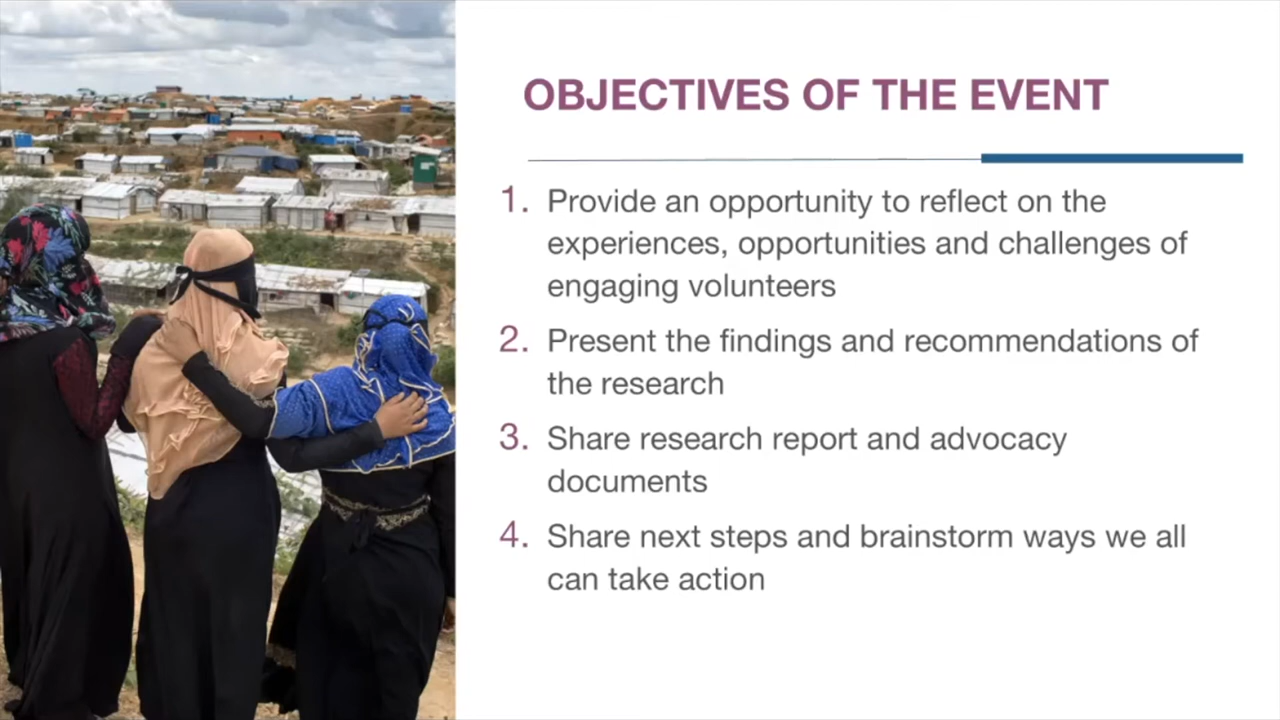 OBJECTIVES OF THE EVENT
1. Provide an opportunity to reflect on the
experiences, opportunities and challenges of
engaging volunteers
2. Present the findings and recommendations of
the research
3. Share research report and advocacy
documents
4. Share next steps and brainstorm ways we all
can take action